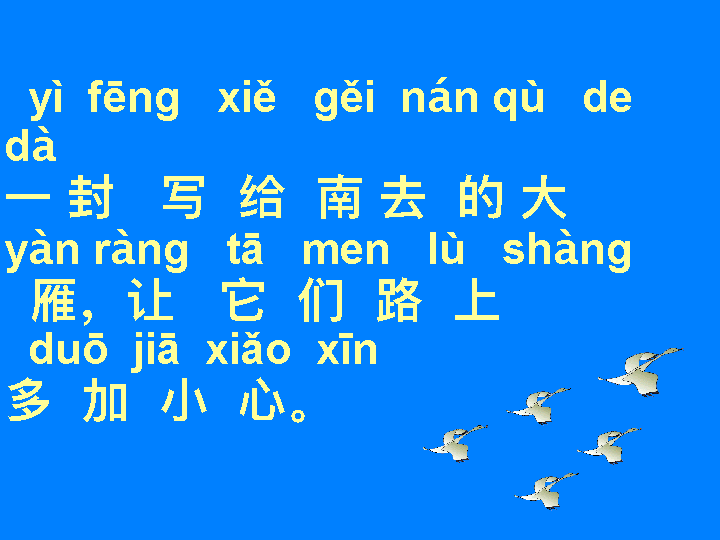 yì fēng xiě gěi nán qù de
dà
一 封 写 给 南 去 的 大
yàn ràng tā men lù shàng
雁，让 它 们 路 上
duō jiā xiǎo xīn
多 加 小 心。